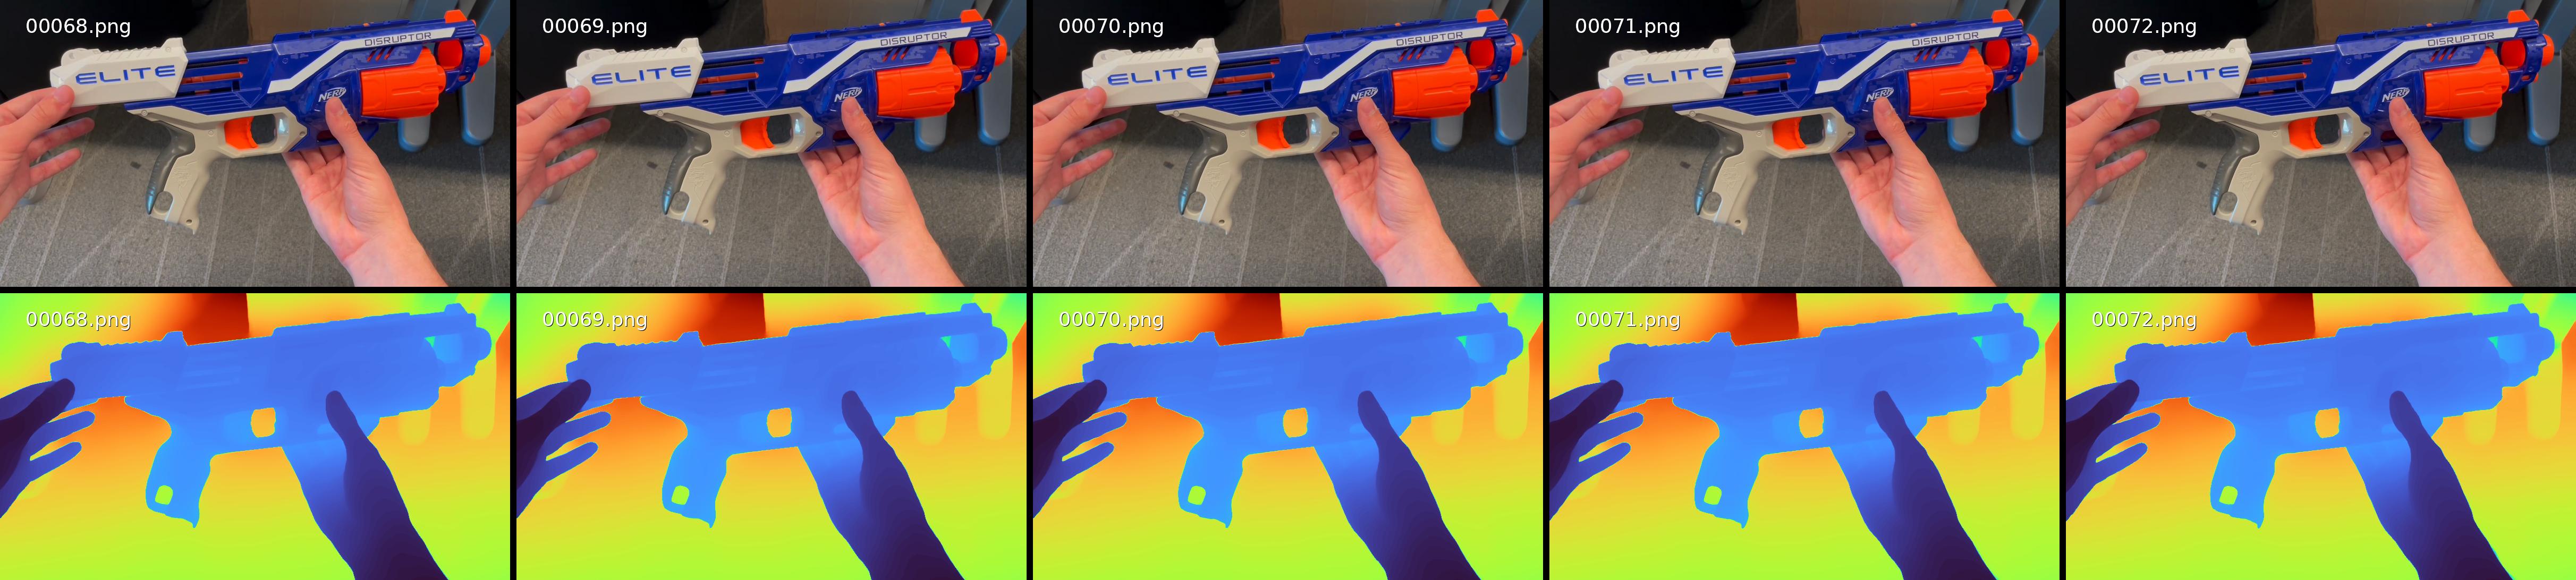 00068.png
ELITE
DISRUPTOR
NERF
00069.png
ELITE
DISRUPTOR
NERF
00070.png
ELITE
DISRUPTOR
NERF
00071.png
ELITE
DISRUPTOR
NERF
00072.png
ELITE
DISRUPTOR
NERF
00068.png
00069.png
00070.png
00071.png
00072.png